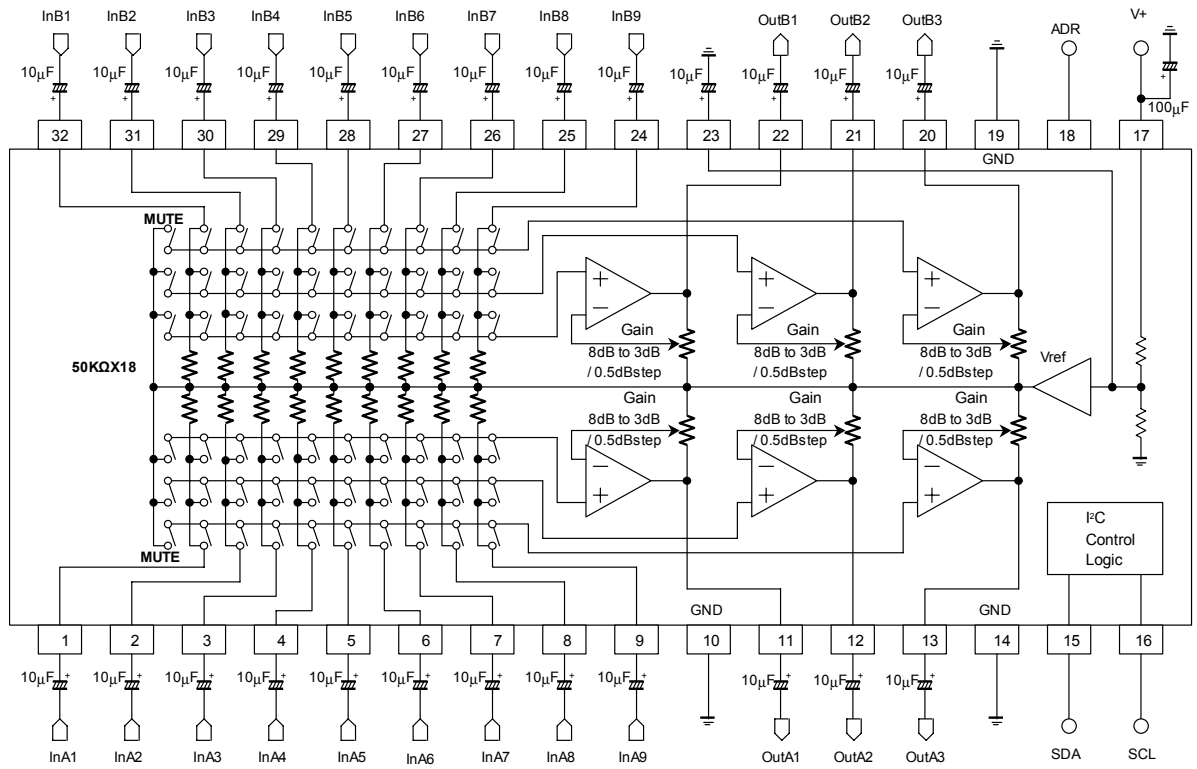 InB1 InB2 InB3 InB4 InB5 InB6 InB7 InB8 InB9 OutB1 OutB2 OutB3 ADR V+
10µF 10µF 10µF 10µF 10µF 10µF 10µF 10µF 10µF 10µF 10µF 10µF 10µF
+ + + + + + + + + + + + + +
100µF
32 31 30 29 28 27 26 25 24 23 22 21 20 19 18 17
GND
MUTE
+ + +
− − −
Gain Gain Gain
8dB to 3dB 8dB to 3dB 8dB to 3dB
/ 0.5dBstep / 0.5dBstep / 0.5dBstep
Vref
50KΩX18
Gain Gain Gain
8dB to 3dB 8dB to 3dB 8dB to 3dB
/ 0.5dBstep / 0.5dBstep / 0.5dBstep
− − −
+ + +
I²C
Control
Logic
MUTE
GND GND
1 2 3 4 5 6 7 8 9 10 11 12 13 14 15 16
+ + + + + + + + + + + +
10µF 10µF 10µF 10µF 10µF 10µF 10µF 10µF 10µF 10µF 10µF 10µF
InA1 InA2 InA3 InA4 InA5 InA6 InA7 InA8 InA9 OutA1 OutA2 OutA3 SDA SCL